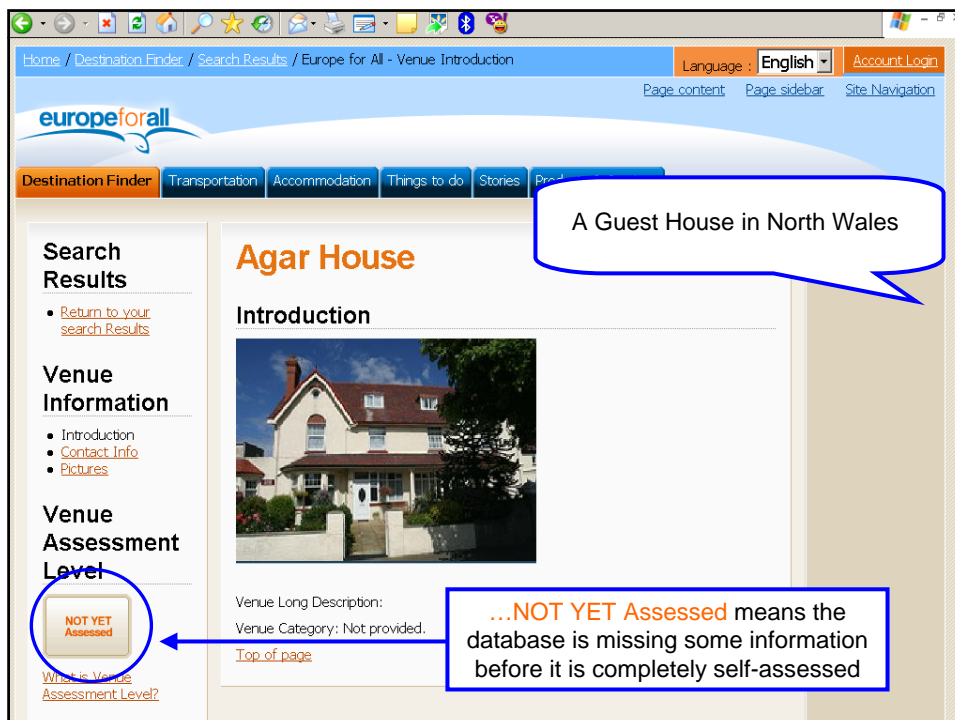 Home / Destination Finder / Search Results / Europe for All - Venue Introduction
Language : English
Account Login
Page content Page sidebar Site Navigation
europeforall
Destination Finder Transportation Accommodation Things to do Stories
A Guest House in North Wales
Search
Results
Return to your
search Results
Venue
Information
Introduction
Contact Info
Pictures
Venue
Assessment
Level
NOT YET
Assessed
What is Venue
Assessment Level?
Agar House
Introduction
Venue Long Description:
Venue Category: Not provided.
Top of page
...NOT YET Assessed means the
database is missing some information
before it is completely self-assessed